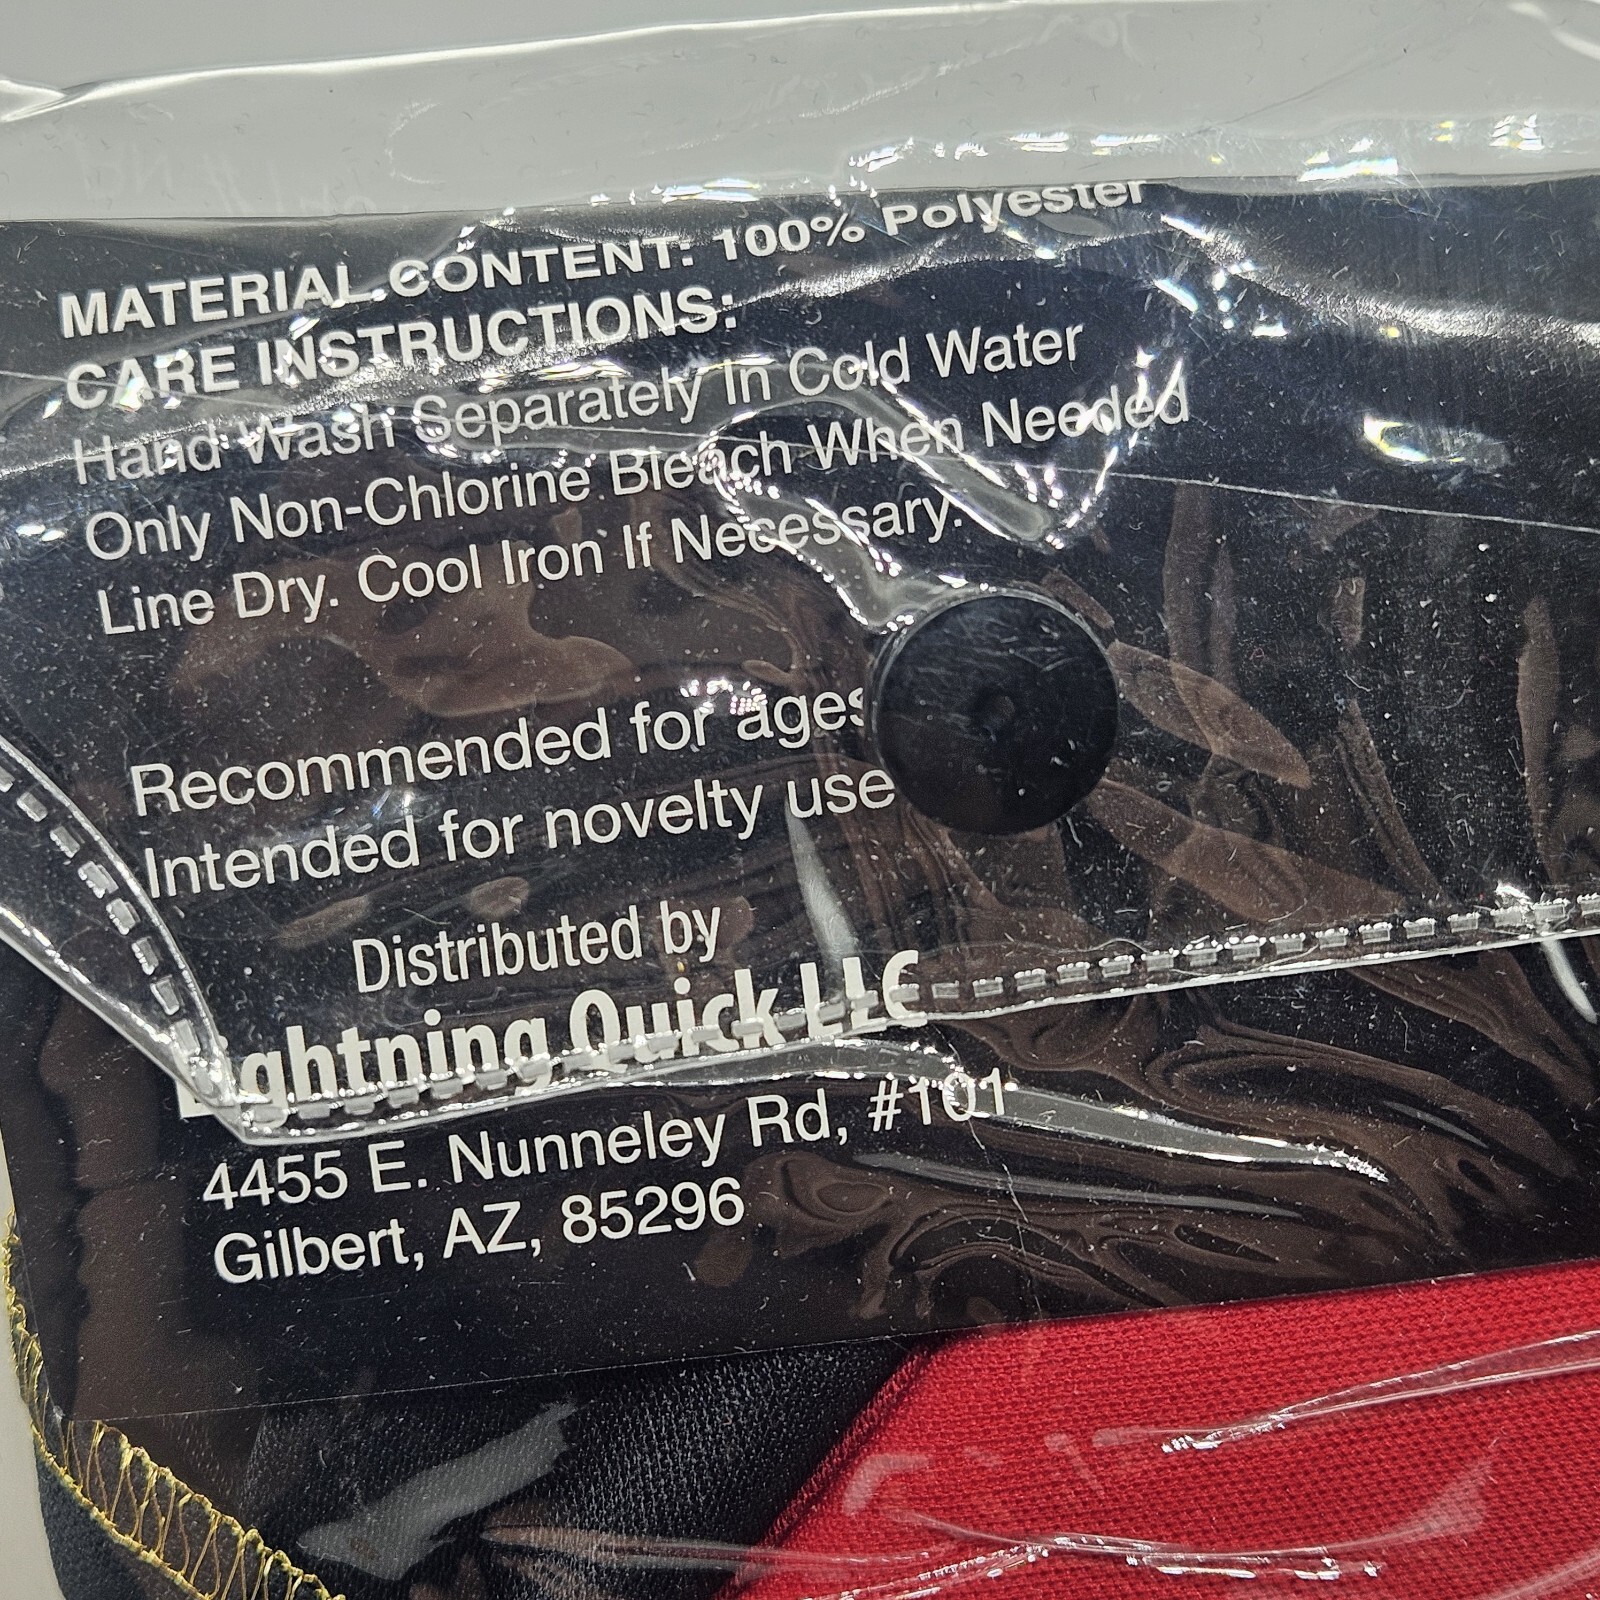 MATERIAL CONTENT: 100% Polyester
CARE INSTRUCTIONS:
Hand Wash Separately In Cold Water
Only Non-Chlorine Bleach When Needed
Line Dry. Cool Iron If Necessary.
Recommended for ages
Intended for novelty use
Distributed by
Lightning Quick LLC
4455 E. Nunneley Rd, #101
Gilbert, AZ, 85296